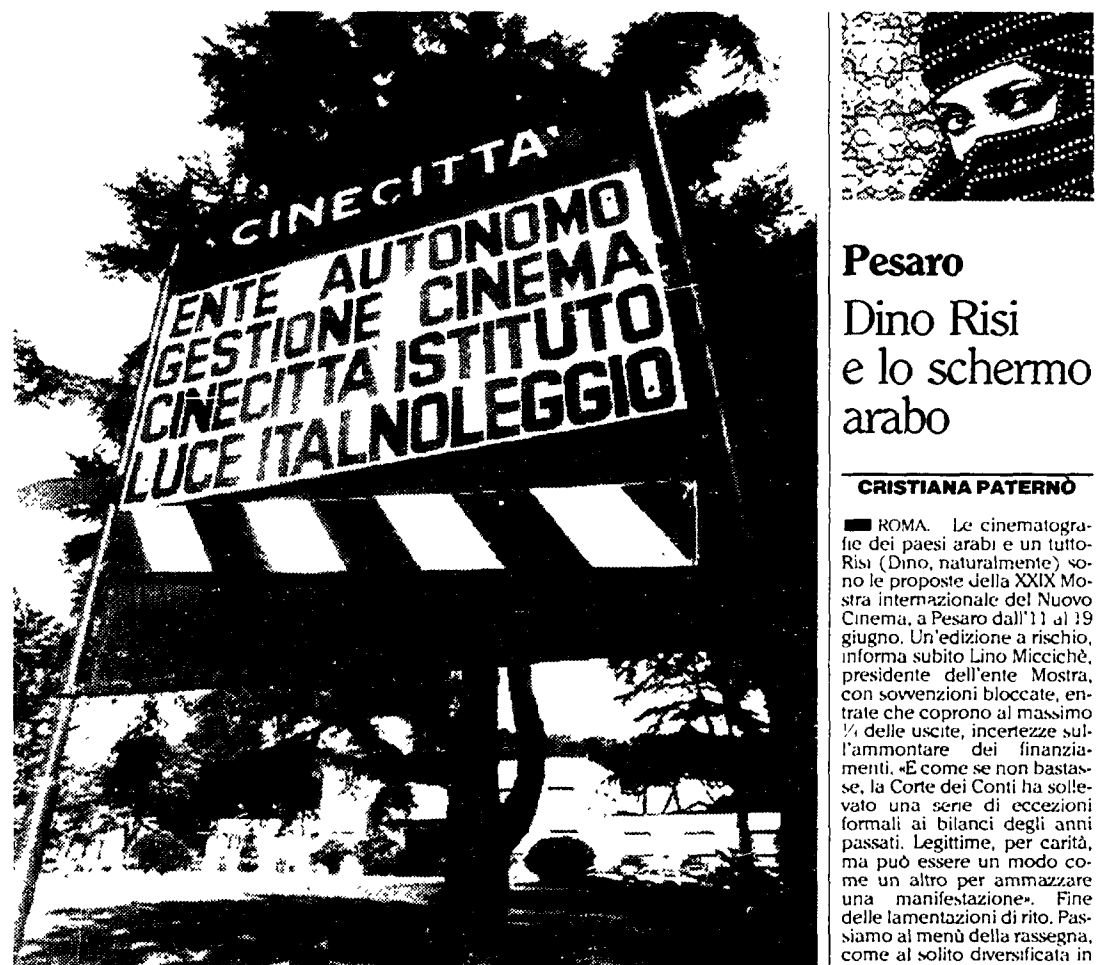 CINECITTA'
ENTE AUTONOMO
GESTIONE CINEMA
CINECITTÀ ISTITUTO
LUCE ITALNOLEGGIO
Pesaro
Dino Risi
e lo schermo
arabo
CRISTIANA PATERNÒ
ROMA. Le cinematogra-
fie dei paesi arabi e un tutto-
Risi (Dino, naturalmente) so-
no le proposte della XXIX Mo-
stra internazionale del Nuovo
Cinema, a Pesaro dall'11 al 19
giugno. Un'edizione a rischio,
informa subito Lino Miccichè,
presidente dell'ente Mostra,
con sovvenzioni bloccate, en-
trate che coprono al massimo
delle uscite, incertezze sul-
l'ammontare dei finanzia-
menti. «E come se non bastas-
se, la Corte dei Conti ha solle-
vato una serie di eccezioni
formali ai bilanci degli anni
passati. Legittime, per carità,
ma può essere un modo co-
me un altro per ammazzare
una manifestazione». Fine
delle lamentazioni di rito. Pas-
siamo al menù della rassegna,
come al solito diversificata in